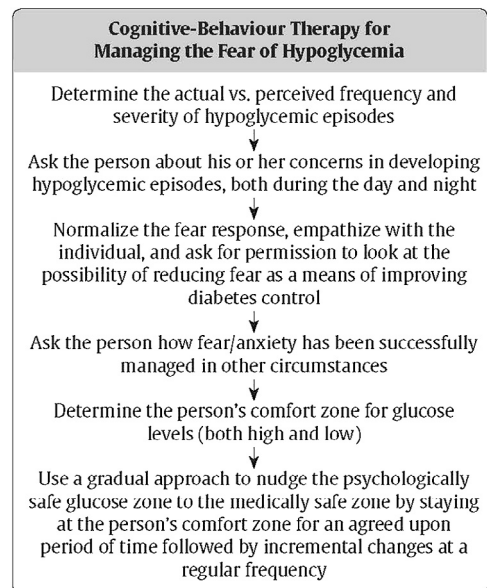 Cognitive-Behaviour Therapy for
Managing the Fear of Hypoglycemia
Determine the actual vs. perceived frequency and
severity of hypoglycemic episodes
Ask the person about his or her concerns in developing
hypoglycemic episodes, both during the day and night
Normalize the fear response, empathize with the
individual, and ask for permission to look at the
possibility of reducing fear as a means of improving
diabetes control
Ask the person how fear/anxiety has been successfully
managed in other circumstances
Determine the person's comfort zone for glucose
levels (both high and low)
Use a gradual approach to nudge the psychologically
safe glucose zone to the medically safe zone by staying
at the person's comfort zone for an agreed upon
period of time followed by incremental changes at a
regular frequency